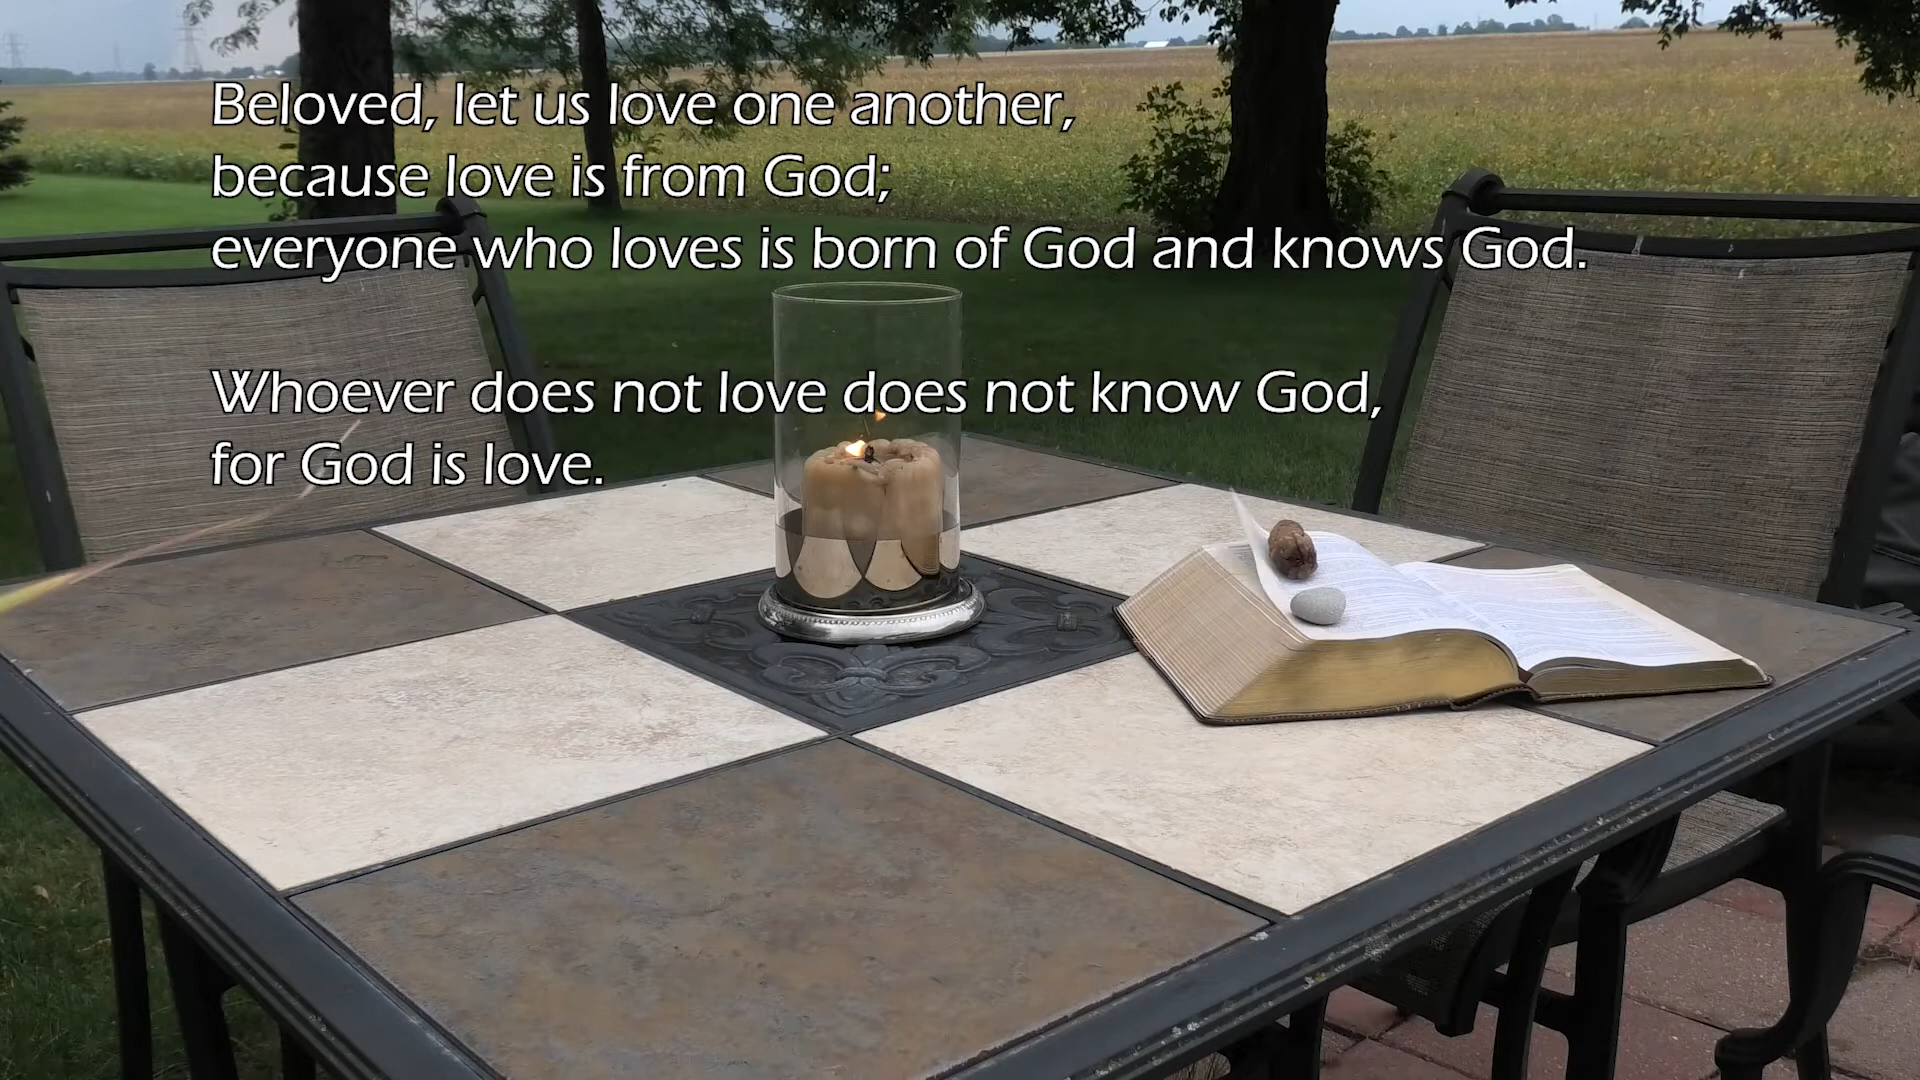 Beloved, let us love one another,
because love is from God;
everyone who loves is born of God and knows God.
Whoever does not love does not know God,
for God is love.